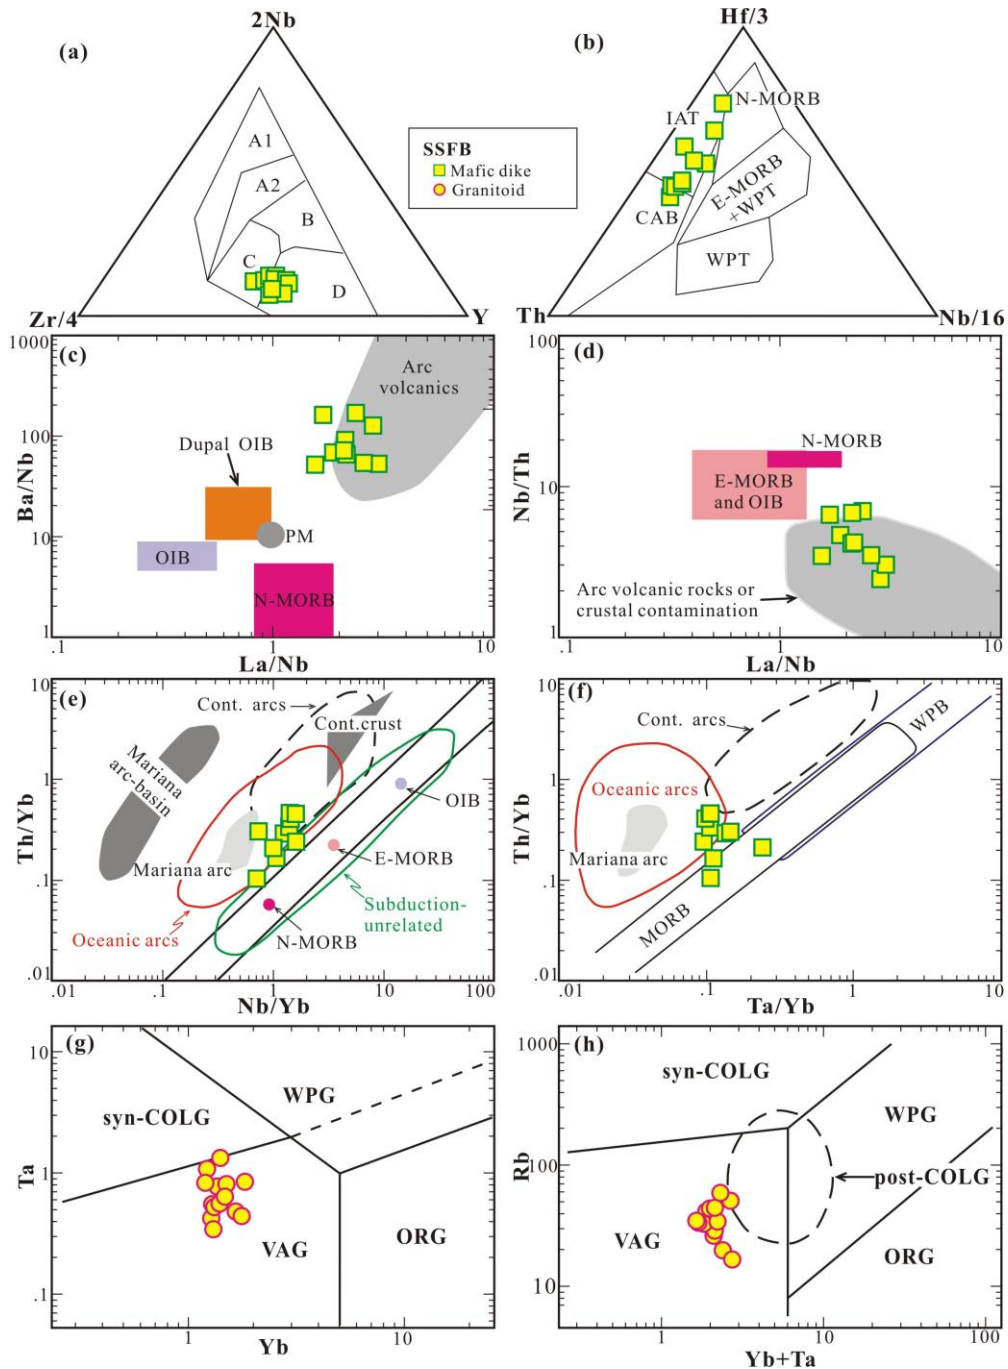 2Nb
(a)
A1
A2
B
C
D
Zr/4
Y
SSFB
Mafic dike
Granitoid
Hf/3
(b)
N-MORB
IAT
E-MORB
+WPT
CAB
WPT
Th
Nb/16
1000
(c)
Arc
volcanics
100
Dupal OIB
Ba/Nb
PM
10
OIB
N-MORB
1
.1
1
10
La/Nb
100
(d)
N-MORB
E-MORB
and OIB
Nb/Th
10
Arc volcanic rocks or
crustal contamination
1
.1
1
10
La/Nb
10
(e)
Cont. arcs
Cont.crust
Mariana
arc-basin
1
OIB
Th/Yb
E-MORB
Mariana arc
.1
Subduction-
unrelated
N-MORB
Oceanic arcs
.01
.01
.1
1
10
100
Nb/Yb
10
(f)
Cont. arcs
WPB
1
Oceanic arcs
Th/Yb
Mariana arc
.1
MORB
.01
.01
.1
1
10
Ta/Yb
(g)
10
WPG
syn-COLG
Ta
1
VAG
ORG
.1
1
10
Yb
1000
(h)
syn-COLG
WPG
Rb
100
post-COLG
VAG
ORG
10
1
10
Yb+Ta